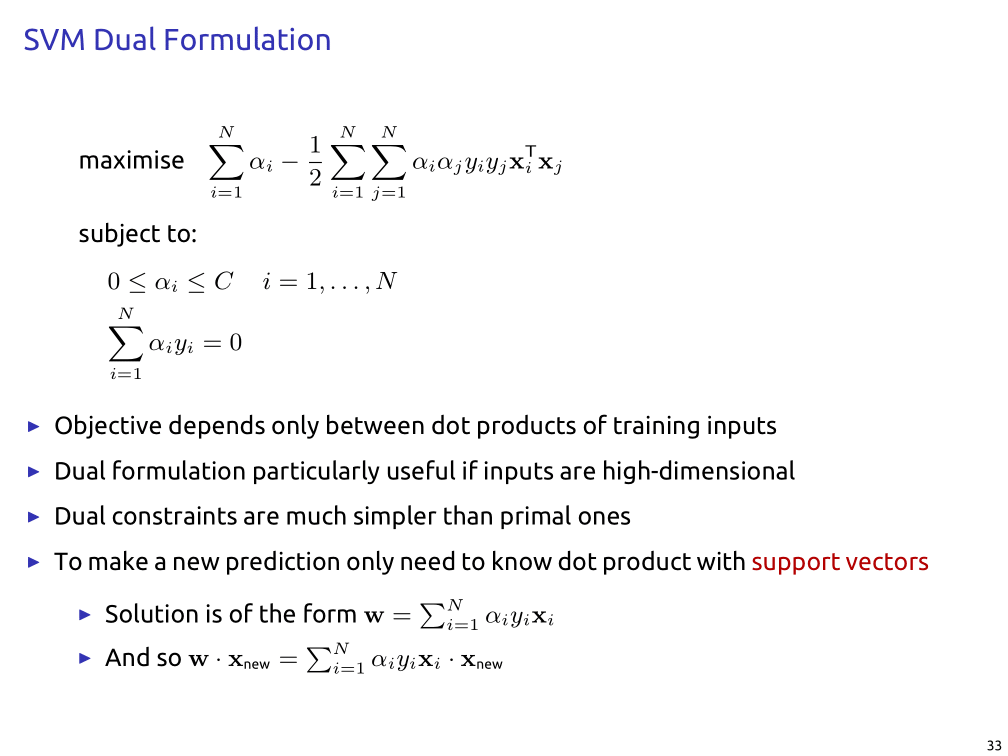 SVM Dual Formulation
maximise $\sum_{i=1}^{N} \alpha_i - \frac{1}{2} \sum_{i=1}^{N} \sum_{j=1}^{N} \alpha_i \alpha_j y_i y_j \mathbf{x}_i^{\mathsf{T}} \mathbf{x}_j$
subject to:
$0 \leq \alpha_i \leq C \quad i = 1, \ldots, N$
$\sum_{i=1}^{N} \alpha_i y_i = 0$
▶ Objective depends only between dot products of training inputs
▶ Dual formulation particularly useful if inputs are high-dimensional
▶ Dual constraints are much simpler than primal ones
▶ To make a new prediction only need to know dot product with support vectors
▶ Solution is of the form $\mathbf{w} = \sum_{i=1}^{N} \alpha_i y_i \mathbf{x}_i$
▶ And so $\mathbf{w} \cdot \mathbf{x}_{\text{new}} = \sum_{i=1}^{N} \alpha_i y_i \mathbf{x}_i \cdot \mathbf{x}_{\text{new}}$
33